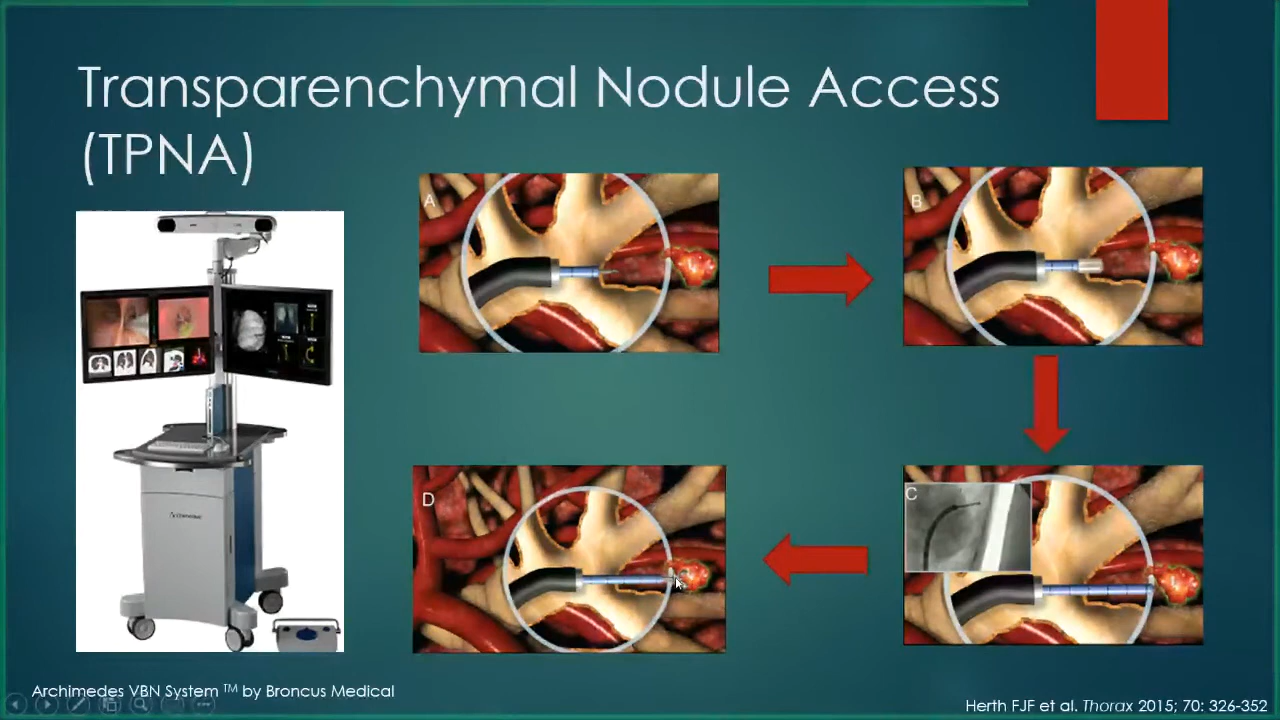 Transparenchymal Nodule Access
(TPNA)
A
B
D
C
Archimedes VBN System ™ by Broncus Medical
Herth FJF et al. Thorax 2015; 70: 326-352